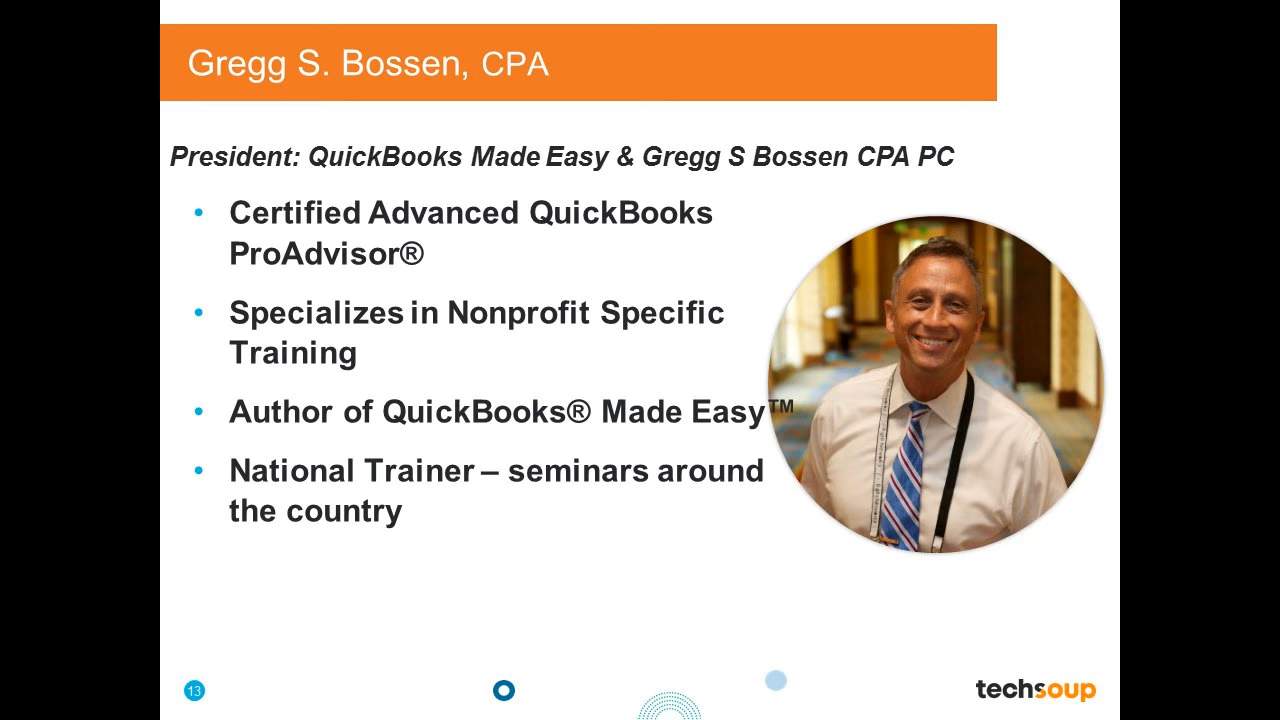 Gregg S. Bossen, CPA
President: QuickBooks Made Easy & Gregg S Bossen CPA PC
• Certified Advanced QuickBooks
ProAdvisor®
• Specializes in Nonprofit Specific
Training
• Author of QuickBooks® Made Easy™
• National Trainer – seminars around
the country
13
techsoup